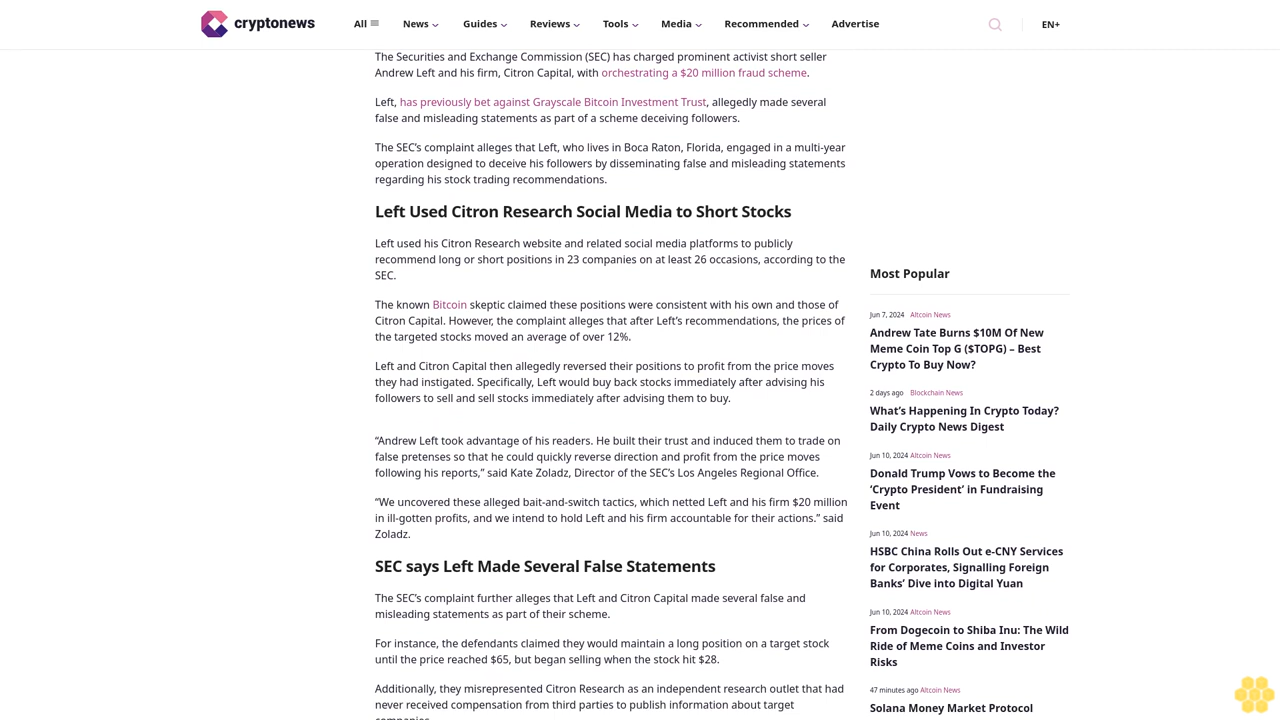 cryptonews
All
News
Guides
Reviews
Tools
Media
Recommended
Advertise
EN+
The Securities and Exchange Commission (SEC) has charged prominent activist short seller
Andrew Left and his firm, Citron Capital, with orchestrating a $20 million fraud scheme.
Left, has previously bet against Grayscale Bitcoin Investment Trust, allegedly made several
false and misleading statements as part of a scheme deceiving followers.
The SEC’s complaint alleges that Left, who lives in Boca Raton, Florida, engaged in a multi-year
operation designed to deceive his followers by disseminating false and misleading statements
regarding his stock trading recommendations.
Left Used Citron Research Social Media to Short Stocks
Left used his Citron Research website and related social media platforms to publicly
recommend long or short positions in 23 companies on at least 26 occasions, according to the
SEC.
The known Bitcoin skeptic claimed these positions were consistent with his own and those of
Citron Capital. However, the complaint alleges that after Left’s recommendations, the prices of
the targeted stocks moved an average of over 12%.
Left and Citron Capital then allegedly reversed their positions to profit from the price moves
they had instigated. Specifically, Left would buy back stocks immediately after advising his
followers to sell and sell stocks immediately after advising them to buy.
“Andrew Left took advantage of his readers. He built their trust and induced them to trade on
false pretenses so that he could quickly reverse direction and profit from the price moves
following his reports,” said Kate Zoladz, Director of the SEC’s Los Angeles Regional Office.
“We uncovered these alleged bait-and-switch tactics, which netted Left and his firm $20 million
in ill-gotten profits, and we intend to hold Left and his firm accountable for their actions.” said
Zoladz.
SEC says Left Made Several False Statements
The SEC’s complaint further alleges that Left and Citron Capital made several false and
misleading statements as part of their scheme.
For instance, the defendants claimed they would maintain a long position on a target stock
until the price reached $65, but began selling when the stock hit $28.
Additionally, they misrepresented Citron Research as an independent research outlet that had
never received compensation from third parties to publish information about target
companies.
Most Popular
Jun 7, 2024 Altcoin News
Andrew Tate Burns $10M Of New
Meme Coin Top G ($TOPG) – Best
Crypto To Buy Now?
2 days ago Blockchain News
What’s Happening In Crypto Today?
Daily Crypto News Digest
Jun 10, 2024 Altcoin News
Donald Trump Vows to Become the
‘Crypto President’ in Fundraising
Event
Jun 10, 2024 News
HSBC China Rolls Out e-CNY Services
for Corporates, Signalling Foreign
Banks’ Dive into Digital Yuan
Jun 10, 2024 Altcoin News
From Dogecoin to Shiba Inu: The Wild
Ride of Meme Coins and Investor
Risks
47 minutes ago Altcoin News
Solana Money Market Protocol